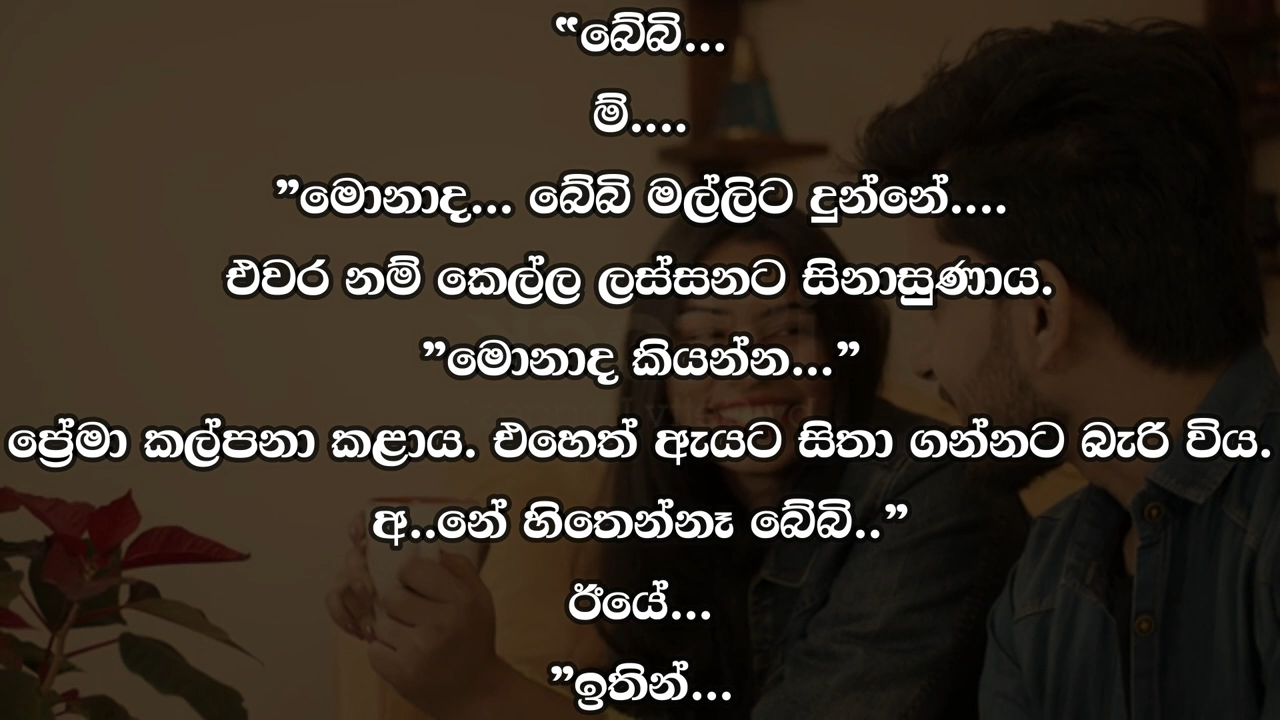 “බේබි...
ම්....
”මොනාද... බේබි මල්ලිට දුන්නේ....
එවර නම් කෙල්ල ලස්සනට සිනාසුණාය.
”මොනාද කියන්න...”
ප්‍රේමා කල්පනා කළාය. එහෙත් ඇයට සිතා ගන්නට බැරි විය.
අ..නේ හිතෙන්නෑ බේබි..”
ඊයේ...
”ඉතින්...